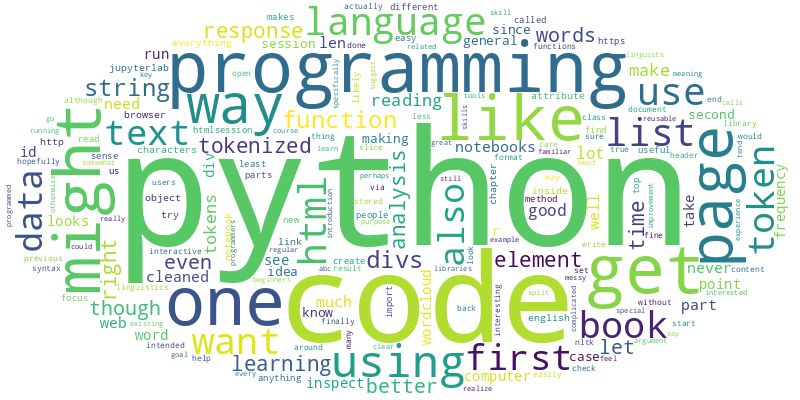 makes
actually
different
skill
although
language
easy
related
response
since
called
words
functions
https
everything
session
len
done
general
linguists
run
programming
jupyterlab
key
open
specifically
likely
suggest
make
meaning
string
way
reading
attribute
end
cells
need
function
tools
less
document
library
use
go
running
browser
htmlsession
like
second
reusable
text
tokenized
skills
class
http
read
course
making
notebooks
find
true
useful
tend
list
might
characters
thing
learn
great
care
familiar
sure
would
header
id
sense
div
least
parts
perhaps
format
lot
page
hopefully
somewhat
python
us
users
object
via
analysis
chapter
inside
may
head
time
top
improvement
token
data
otherwise
try
tokens
html
stored
people
still
also
method
good
well
take
experience
frequency
programmed
really
notebook
programmers
new
introduction
purpose
look
r
example
fine
looks
interactive
link
regular
write
without
content
could
right
see
create
divs
element
never
interested
previous
even
idea
abc
result
libraries
set
messy
point
syntax
cleaned
get
though
linguistics
beginners
much
wordcloud
back
interesting
complicated
special
part
focus
one
code
know
import
split
english
book
start
web
existing
want
finally
nltk
say
word
many
around
clear
using
first
case
argument
feel
let
intended
goal
help
learning
inspect
better
computer
easily
check
every
anything
realize